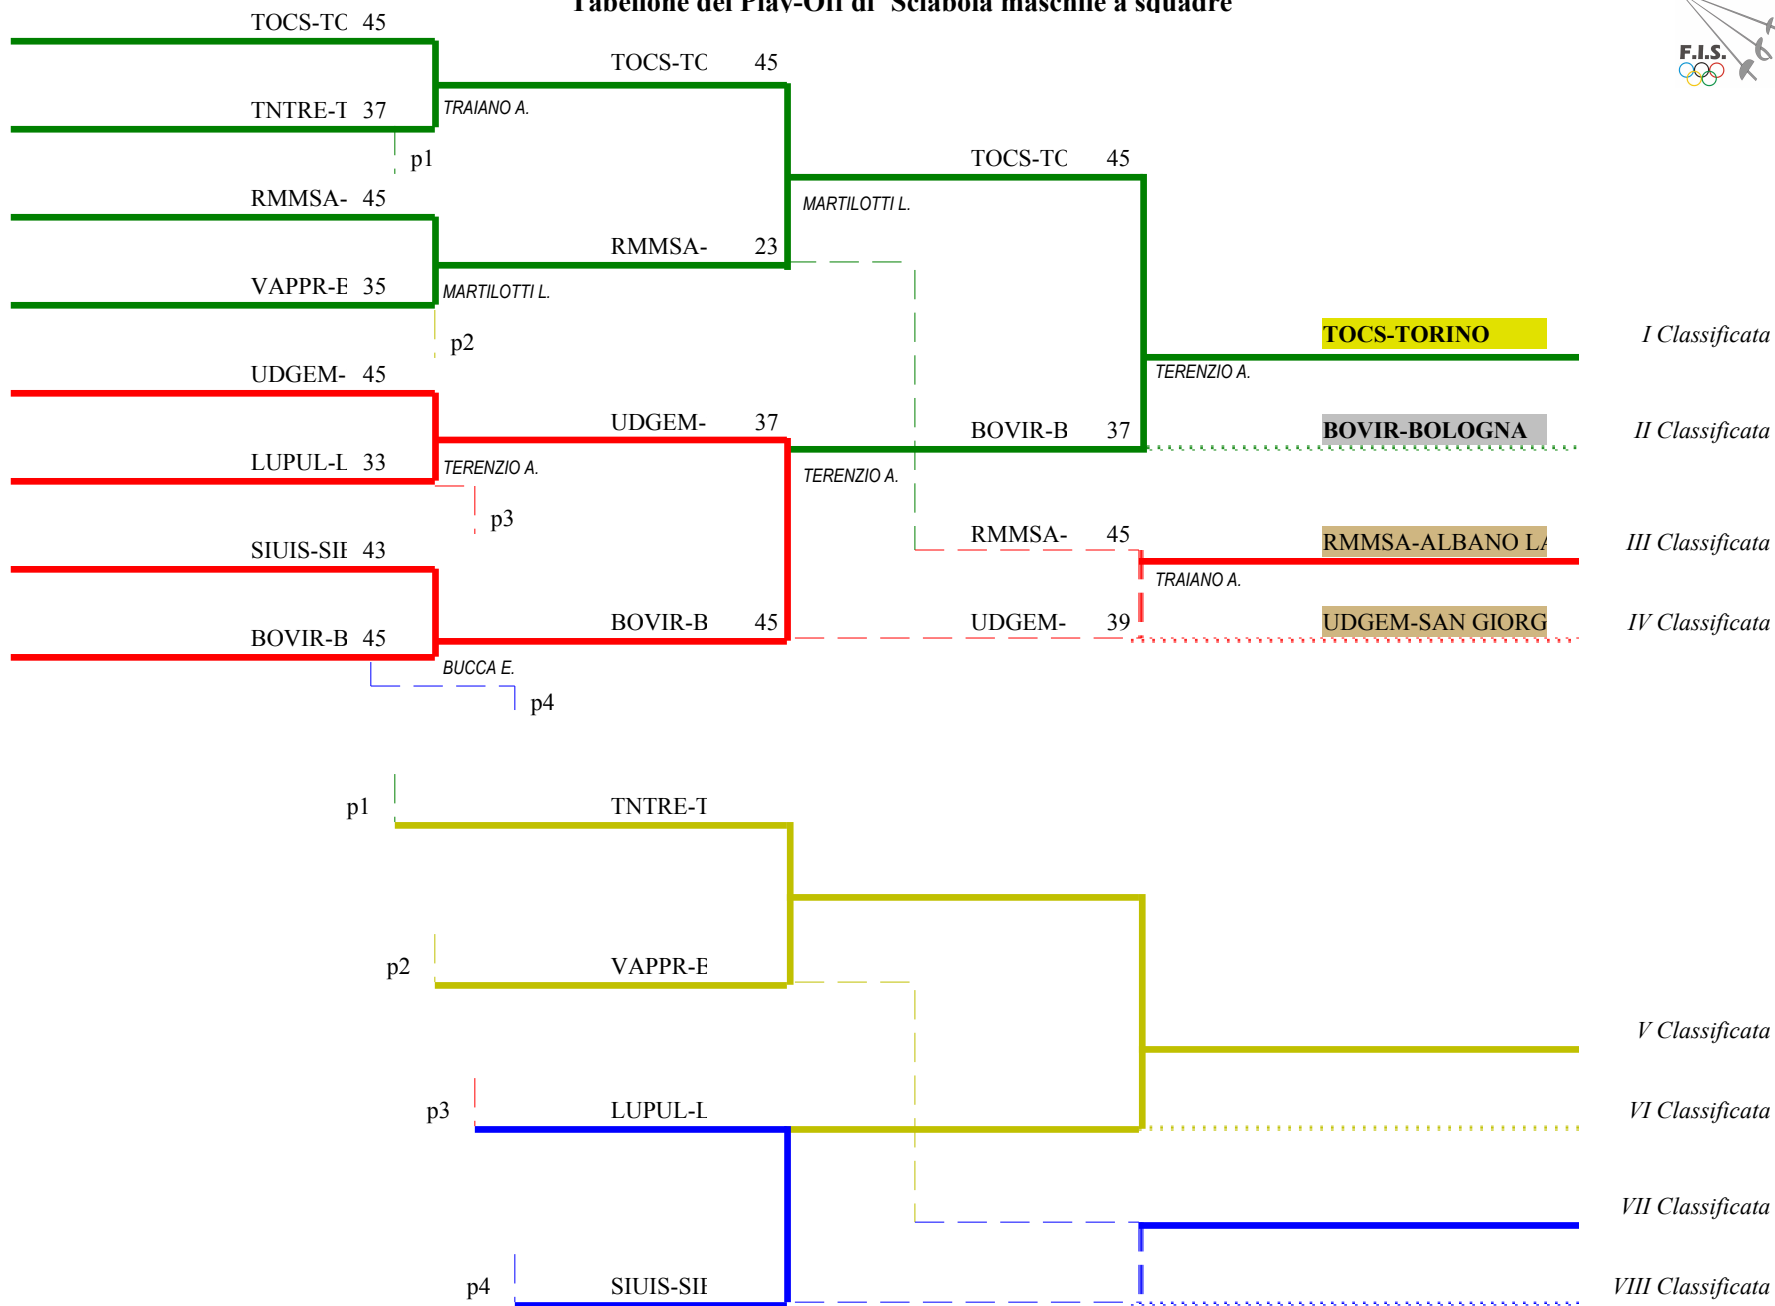 Tabellone dei Play-Off di Sciabola maschile a squadre
F.I.S.
TOCS-TC 45
TNTRE-T 37
TRAIANO A.
p1
RMMSA- 45
VAPPR-E 35
MARTILOTTI L.
p2
UDGEM- 45
LUPUL-L 33
TERENZIO A.
p3
SIUIS-SIE 43
BOVIR-B 45
BUCCA E.
p4
TOCS-TC 45
RMMSA- 23
MARTILOTTI L.
UDGEM- 37
BOVIR-B 45
TERENZIO A.
TOCS-TC 45
BOVIR-B 37
TERENZIO A.
RMMSA- 45
UDGEM- 39
TRAIANO A.
TOCS-TORINO I Classificata
BOVIR-BOLOGNA II Classificata
RMMSA-ALBANO LA III Classificata
UDGEM-SAN GIORG IV Classificata
p1 TNTRE-T
p2 VAPPR-E
p3 LUPUL-L
p4 SIUIS-SIE
V Classificata
VI Classificata
VII Classificata
VIII Classificata